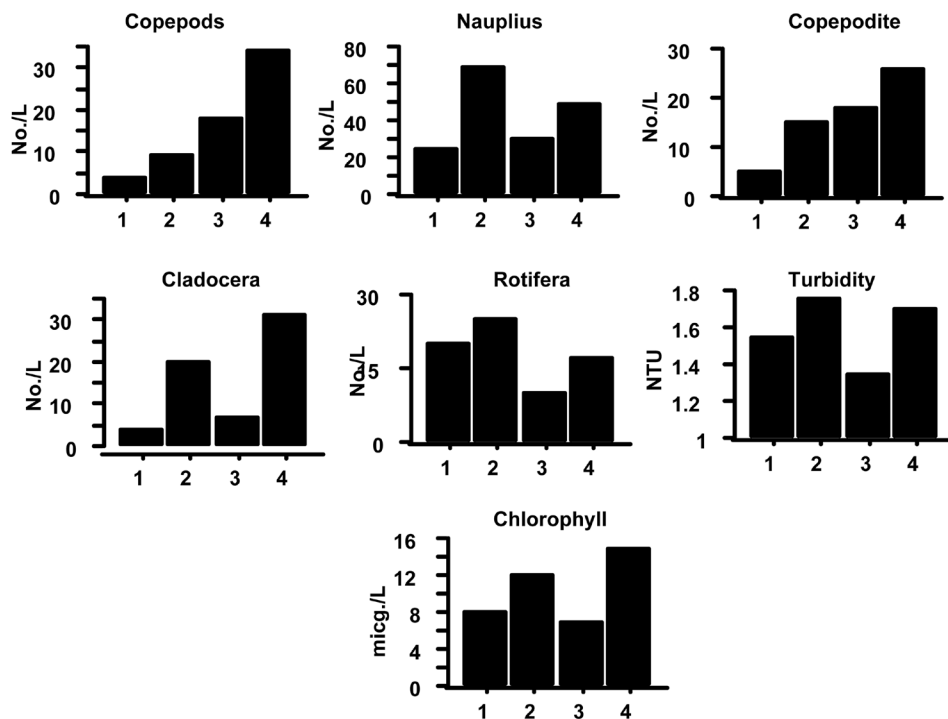 Copepods
No./L
30
20
10
0
1 2 3 4
Nauplius
No./L
80
60
40
20
0
1 2 3 4
Copepodite
No./L
30
20
10
0
1 2 3 4
Cladocera
No./L
30
20
10
0
1 2 3 4
Rotifera
No./L
30
5
0
1 2 3 4
Turbidity
NTU
1.8
1.6
1.4
1.2
1
1 2 3 4
Chlorophyll
micg./L
16
12
8
4
0
1 2 3 4